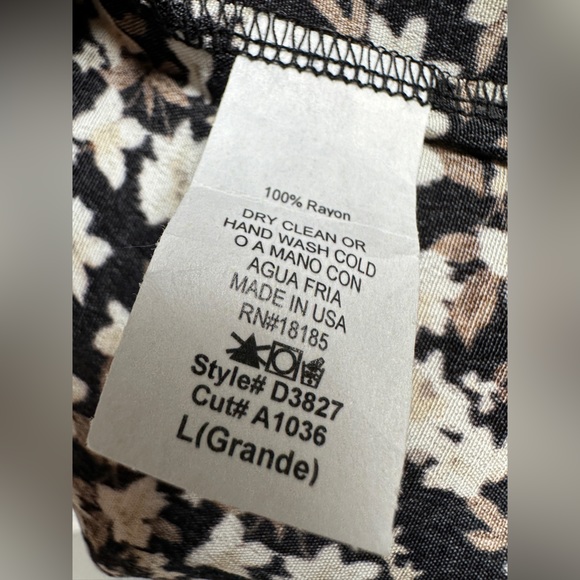 100% Rayon
DRY CLEAN OR
HAND WASH COLD
O A MANO CON
AGUA FRIA
MADE IN USA
RN#18185
Style# D3827
Cut# A1036
L(Grande)